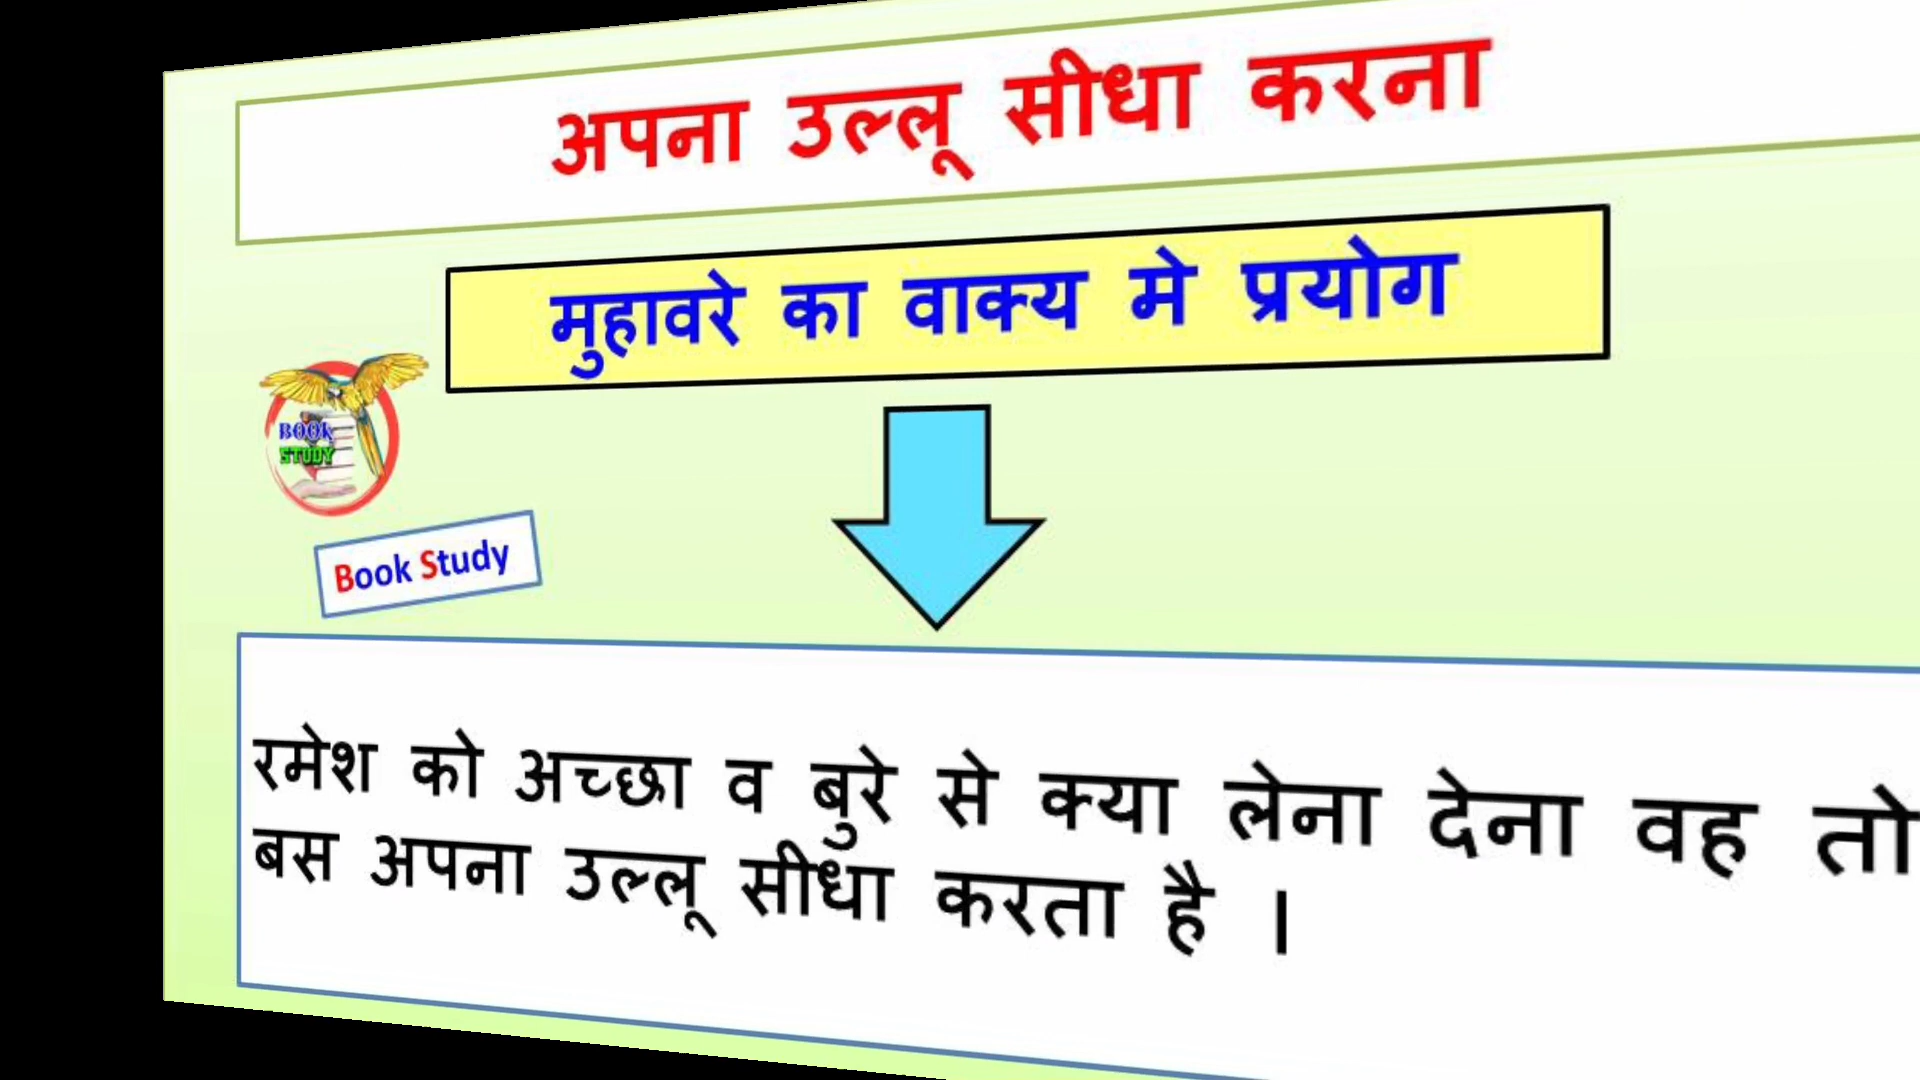 अपना उल्लू सीधा करना
मुहावरे का वाक्य मे प्रयोग
BOOK
STUDY
Book Study
रमेश को अच्छा व बुरे से क्या लेना देना वह तो
बस अपना उल्लू सीधा करता है ।